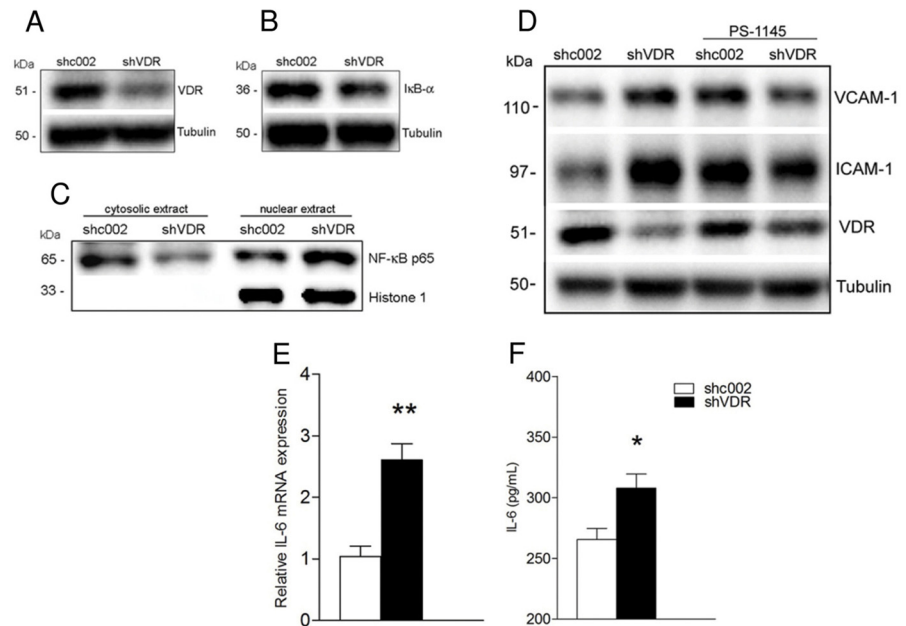 A
kDa
shc002 shVDR
51 - VDR
50 - Tubulin
B
kDa
shc002 shVDR
36 - IκB-α
50 - Tubulin
C
cytosolic extract nuclear extract
kDa
shc002 shVDR shc002 shVDR
65 - NF-κB p65
33 -
Histone 1
D
PS-1145
kDa
shc002 shVDR shc002 shVDR
110 - VCAM-1
97- ICAM-1
51- VDR
50- Tubulin
E
Relative IL-6 mRNA expression
4
3
2
1
0
**
F
IL-6 (pg/mL)
400
350
300
250
200
*
shc002
shVDR